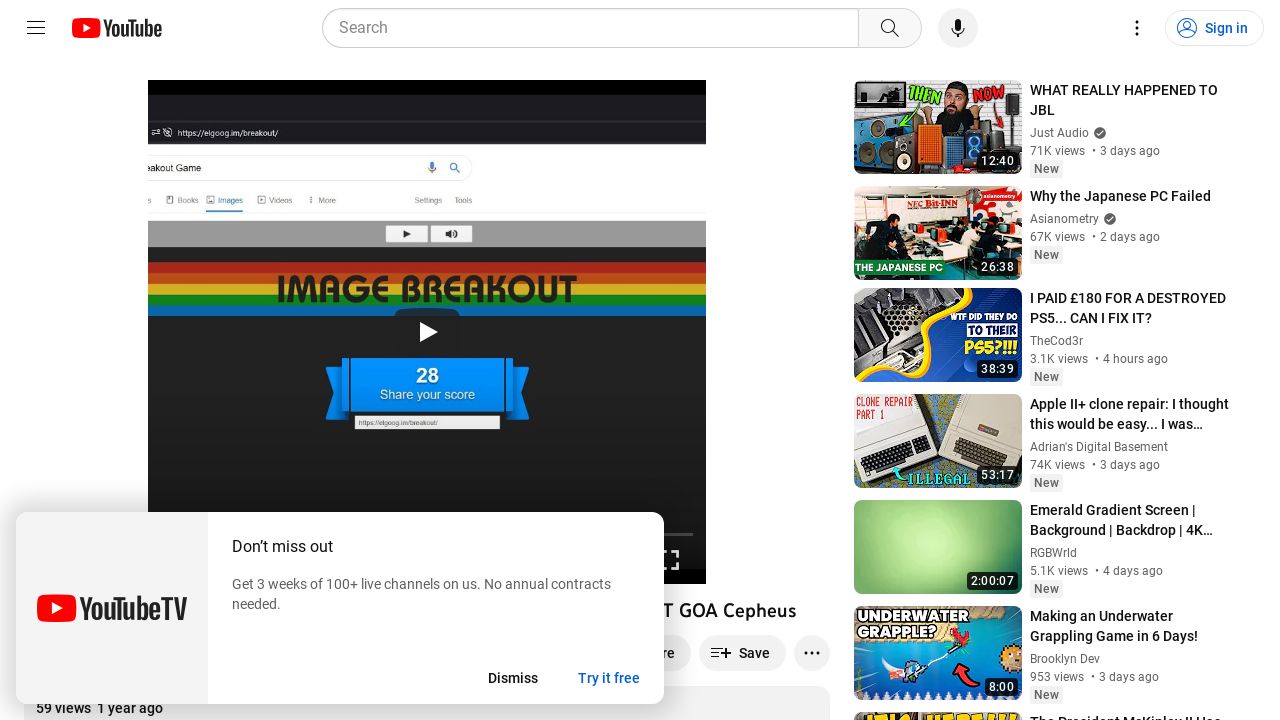 YouTube
Search
Sign in
https://elgoog.im/breakout/
eakout Game
Books
Images
Videos
More
Settings
Tools
IMAGE BREAKOUT
28
Share your score
https://elgoog.im/breakout/
T GOA Cepheus
re
Save
59 views 1 year ago
YouTubeTV
Don’t miss out
Get 3 weeks of 100+ live channels on us. No annual contracts
needed.
Dismiss
Try it free
THEN
NOW
12:40
WHAT REALLY HAPPENED TO
JBL
Just Audio
71K views • 3 days ago
New
NEC Bit-INN
asianometry
THE JAPANESE PC
26:38
Why the Japanese PC Failed
Asianometry
67K views • 2 days ago
New
WTF DID THEY DO
TO THEIR
PS5?!!!
38:39
I PAID £180 FOR A DESTROYED
PS5... CAN I FIX IT?
TheCod3r
3.1K views • 4 hours ago
New
CLONE REPAIR
PART 1
ILLEGAL
53:17
Apple II+ clone repair: I thought
this would be easy... I was…
Adrian's Digital Basement
74K views • 3 days ago
New
2:00:07
Emerald Gradient Screen |
Background | Backdrop | 4K…
RGBWrld
5.1K views • 4 days ago
New
UNDERWATER
GRAPPLE?
8:00
Making an Underwater
Grappling Game in 6 Days!
Brooklyn Dev
953 views • 3 days ago
New
The President McKinley II Has